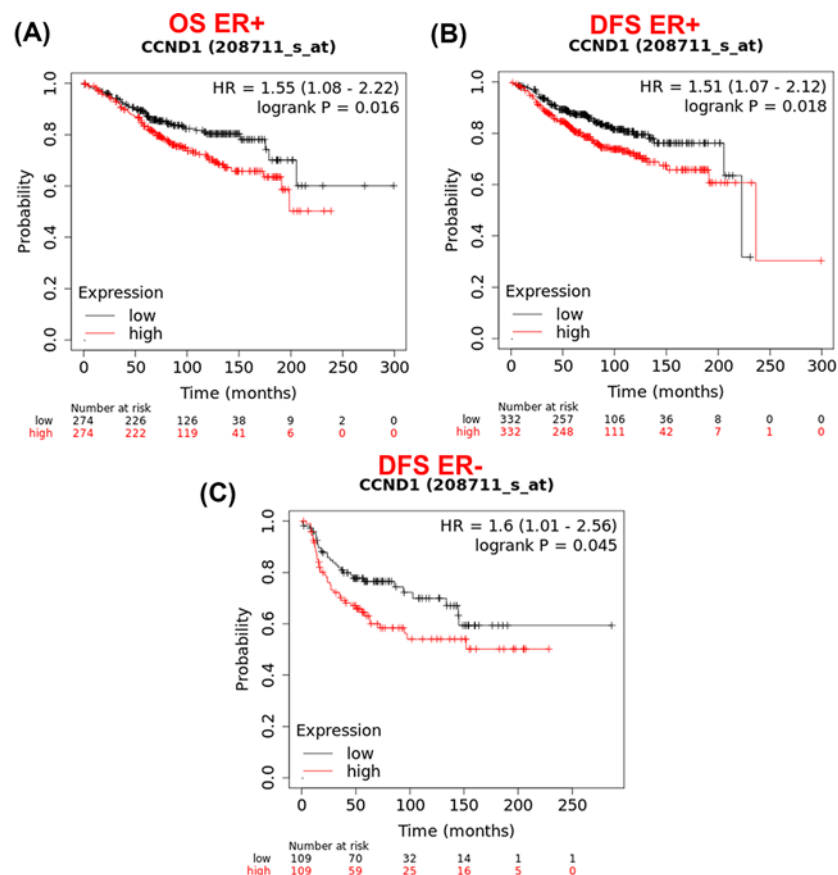 (A)
OS ER+
CCND1 (208711_s_at)
HR = 1.55 (1.08 - 2.22)
logrank P = 0.016
Probability
1.0
0.8
0.6
0.4
0.2
0.0
Expression
low
high
0 50 100 150 200 250 300
Time (months)
Number at risk
low 274 226 126 38 9 2 0
high 274 222 119 41 6 0 0
(B)
DFS ER+
CCND1 (208711_s_at)
HR = 1.51 (1.07 - 2.12)
logrank P = 0.018
Probability
1.0
0.8
0.6
0.4
0.2
0.0
Expression
low
high
0 50 100 150 200 250 300
Time (months)
Number at risk
low 332 257 106 36 8 0 0
high 332 248 111 42 7 1 0
(C)
DFS ER-
CCND1 (208711_s_at)
HR = 1.6 (1.01 - 2.56)
logrank P = 0.045
Probability
1.0
0.8
0.6
0.4
0.2
0.0
Expression
low
high
0 50 100 150 200 250
Time (months)
Number at risk
low 109 70 32 14 1 1
high 109 59 25 16 5 0